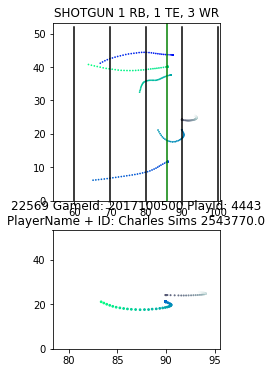 SHOTGUN 1 RB, 1 TE, 3 WR
50
40
30
20
10
0
60 70 80 90 100
22569 GameId: 2017100500 PlayId: 4443
PlayerName + ID: Charles Sims 2543770.0
40
20
0
80 85 90 95